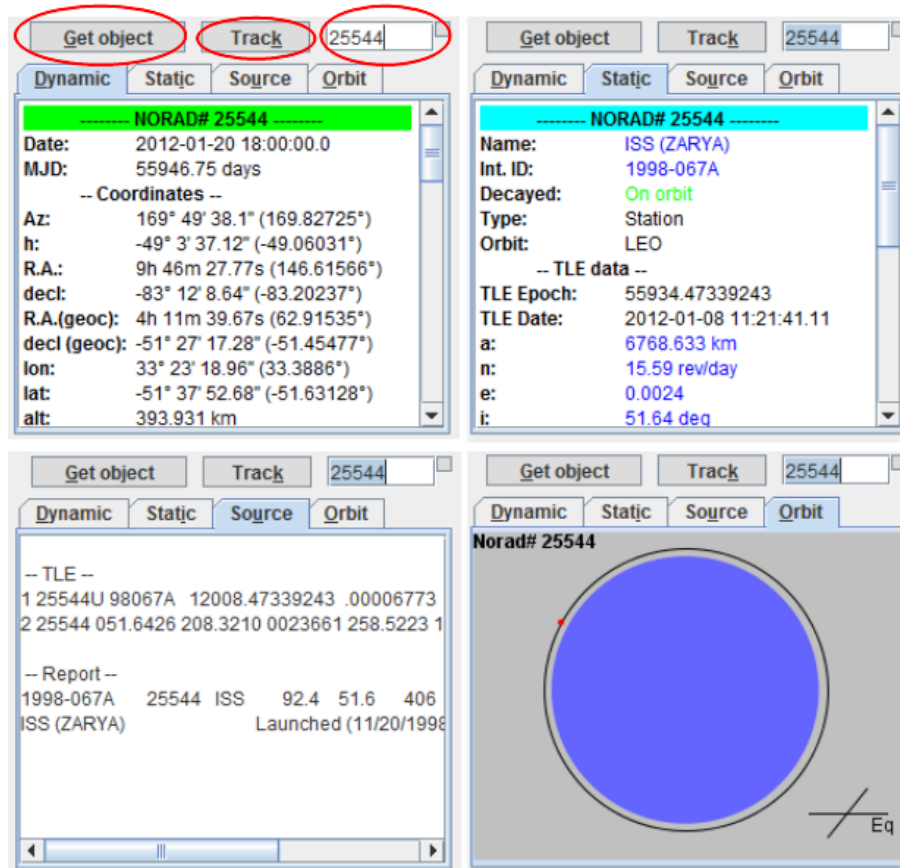 Get object Track 25544
Dynamic Static Source Orbit
-------- NORAD# 25544 --------
Date: 2012-01-20 18:00:00.0
MJD: 55946.75 days
-- Coordinates --
Az: 169° 49' 38.1" (169.82725°)
h: -49° 3' 37.12" (-49.06031°)
R.A.: 9h 46m 27.77s (146.61566°)
decl: -83° 12' 8.64" (-83.20237°)
R.A.(geoc): 4h 11m 39.67s (62.91535°)
decl (geoc): -51° 27' 17.28" (-51.45477°)
lon: 33° 23' 18.96" (33.3886°)
lat: -51° 37' 52.68" (-51.63128°)
alt: 393.931 km
Get object Track 25544
Dynamic Static Source Orbit
-------- NORAD# 25544 --------
Name: ISS (ZARYA)
Int. ID: 1998-067A
Decayed: On orbit
Type: Station
Orbit: LEO
-- TLE data --
TLE Epoch: 55934.47339243
TLE Date: 2012-01-08 11:21:41.11
a: 6768.633 km
n: 15.59 rev/day
e: 0.0024
i: 51.64 deg
Get object Track 25544
Dynamic Static Source Orbit
-- TLE --
1 25544U 98067A 12008.47339243 .00006773
2 25544 051.6426 208.3210 0023661 258.5223 1
-- Report --
1998-067A 25544 ISS 92.4 51.6 406
ISS (ZARYA) Launched (11/20/1998
Get object Track 25544
Dynamic Static Source Orbit
Norad# 25544
Eq